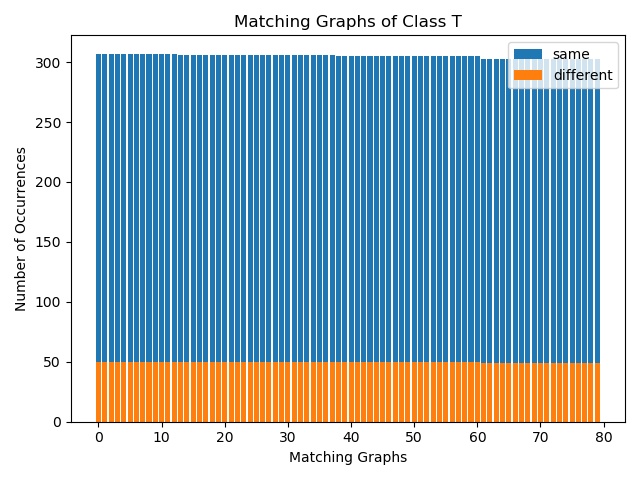 Matching Graphs of Class T
same
different
Number of Occurrences
300
250
200
150
100
50
0
0 10 20 30 40 50 60 70 80
Matching Graphs